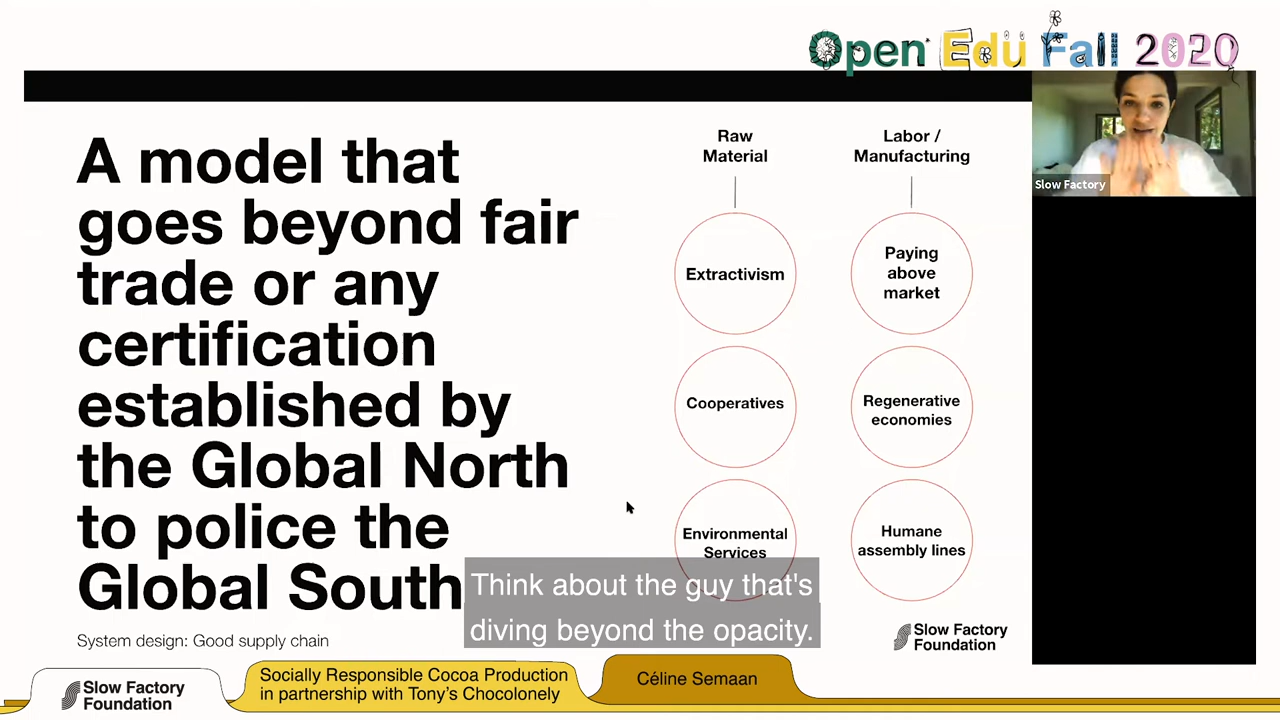 Open Edu Fall 2020
A model that
goes beyond fair
trade or any
certification
established by
the Global North
to police the
Global South
System design: Good supply chain
Raw
Material
Extractivism
Cooperatives
Environmental
Services
Labor /
Manufacturing
Paying
above
market
Regenerative
economies
Humane
assembly lines
Slow Factory
Foundation
Slow Factory
Think about the guy that's
diving beyond the opacity.
Slow Factory
Foundation
Socially Responsible Cocoa Production
in partnership with Tony's Chocolonely
Céline Semaan